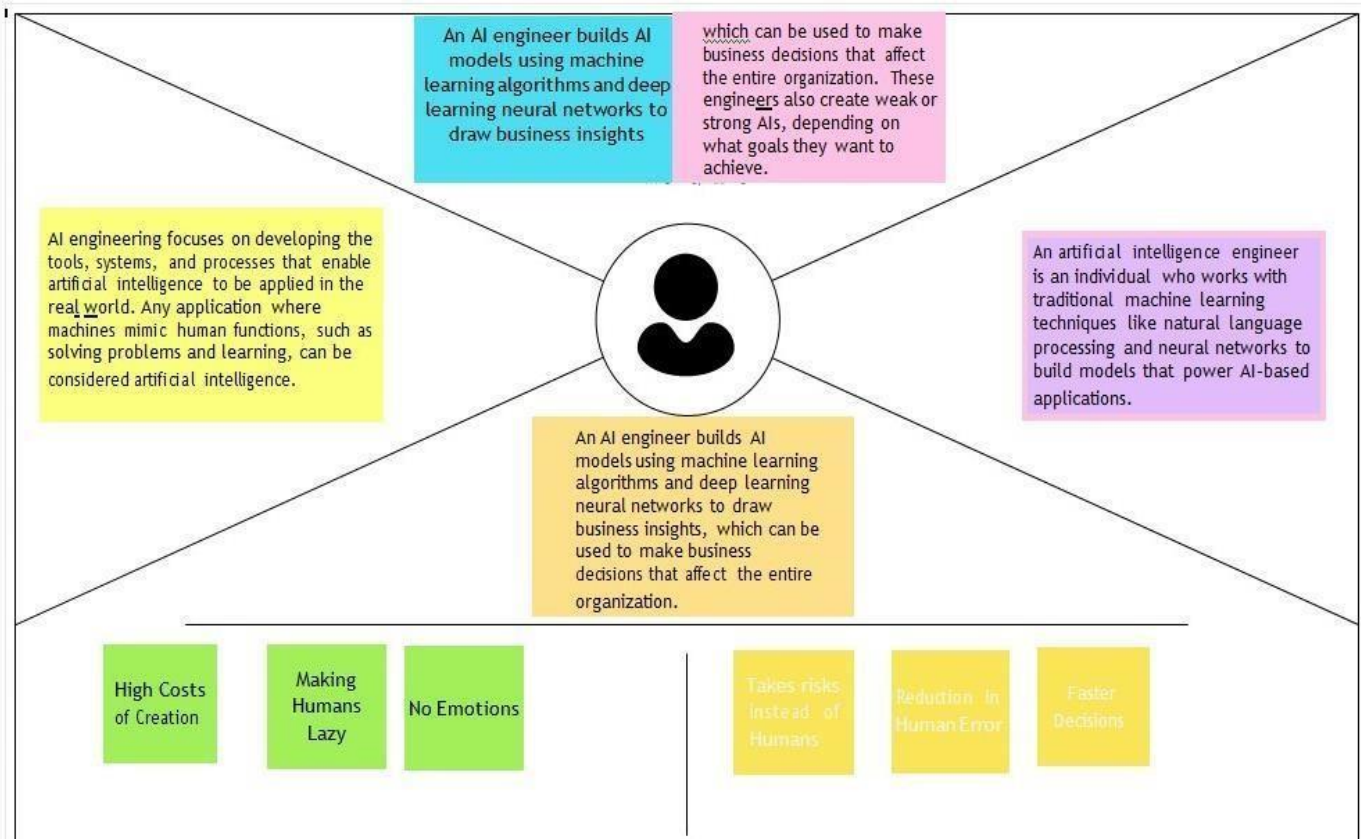 An AI engineer builds AI
models using machine
learning algorithms and deep
learning neural networks to
draw business insights
which can be used to make
business decisions that affect
the entire organization. These
engineers also create weak or
strong AIs, depending on
what goals they want to
achieve.
AI engineering focuses on developing the
tools, systems, and processes that enable
artificial intelligence to be applied in the
real world. Any application where
machines mimic human functions, such as
solving problems and learning, can be
considered artificial intelligence.
An artificial intelligence engineer
is an individual who works with
traditional machine learning
techniques like natural language
processing and neural networks to
build models that power AI-based
applications.
An AI engineer builds AI
models using machine learning
algorithms and deep learning
neural networks to draw
business insights, which can be
used to make business
decisions that affect the entire
organization.
High Costs
of Creation
Making
Humans
Lazy
No Emotions
Takes risks
instead of
Humans
Reduction in
Human Error
Faster
Decisions